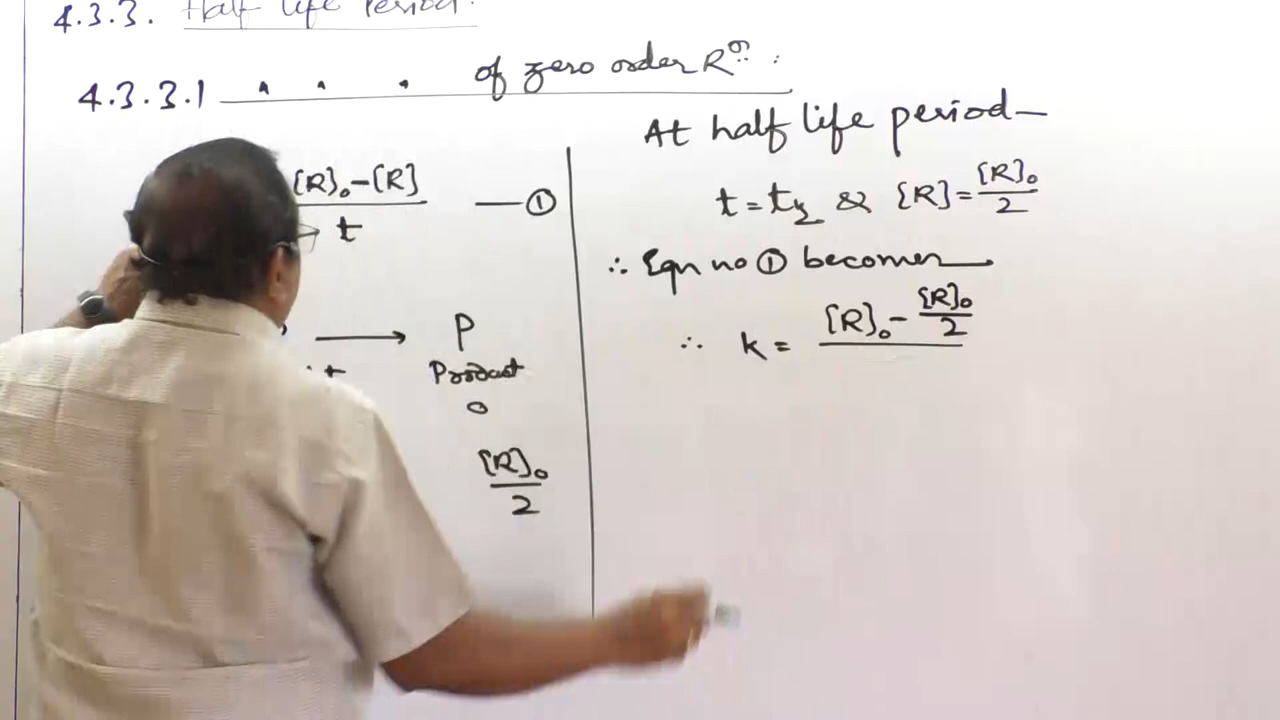 4.3.3. Half life Period.
4.3.3.1 " " " of zero order Rⁿ :
[R]₀-[R]
t
—①
→ P
t
Product
0
[R]₀
2
At half life period—
t = t½ & [R] = [R]₀/2
∴ Eqn no ① becomes—
∴ k = [R]₀ - [R]₀/2